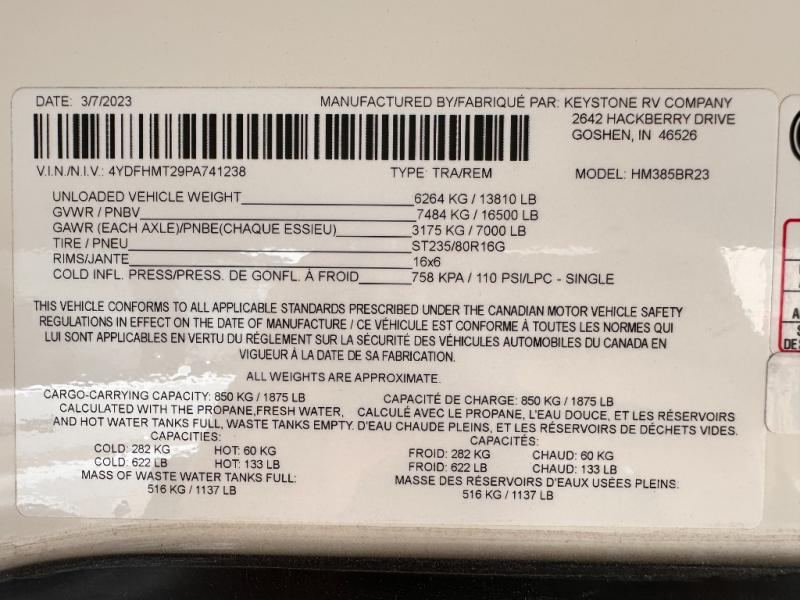 DATE: 3/7/2023 MANUFACTURED BY/FABRIQUÉ PAR: KEYSTONE RV COMPANY
2642 HACKBERRY DRIVE
GOSHEN, IN 46526
V.I.N./N.I.V.: 4YDFHMT29PA741238 TYPE: TRA/REM MODEL: HM385BR23
UNLOADED VEHICLE WEIGHT 6264 KG / 13810 LB
GVWR / PNBV 7484 KG / 16500 LB
GAWR (EACH AXLE)/PNBE(CHAQUE ESSIEU) 3175 KG / 7000 LB
TIRE / PNEU ST235/80R16G
RIMS/JANTE 16x6
COLD INFL. PRESS/PRESS. DE GONFL. À FROID 758 KPA / 110 PSI/LPC - SINGLE
THIS VEHICLE CONFORMS TO ALL APPLICABLE STANDARDS PRESCRIBED UNDER THE CANADIAN MOTOR VEHICLE SAFETY
REGULATIONS IN EFFECT ON THE DATE OF MANUFACTURE / CE VÉHICULE EST CONFORME À TOUTES LES NORMES QUI
LUI SONT APPLICABLES EN VERTU DU RÉGLEMENT SUR LA SÉCURITÉ DES VÉHICULES AUTOMOBILES DU CANADA EN
VIGUEUR À LA DATE DE SA FABRICATION.
ALL WEIGHTS ARE APPROXIMATE.
CARGO-CARRYING CAPACITY: 850 KG / 1875 LB
CALCULATED WITH THE PROPANE, FRESH WATER,
AND HOT WATER TANKS FULL, WASTE TANKS EMPTY.
CAPACITIES:
COLD: 282 KG HOT: 60 KG
COLD: 622 LB HOT: 133 LB
MASS OF WASTE WATER TANKS FULL:
516 KG / 1137 LB
CAPACITÉ DE CHARGE: 850 KG / 1875 LB
CALCULÉ AVEC LE PROPANE, L'EAU DOUCE, ET LES RÉSERVOIRS
D'EAU CHAUDE PLEINS, ET LES RÉSERVOIRS DE DÉCHETS VIDES.
CAPACITÉS:
FROID: 282 KG CHAUD: 60 KG
FROID: 622 LB CHAUD: 133 LB
MASSE DES RÉSERVOIRS D'EAUX USÉES PLEINS.
516 KG / 1137 LB